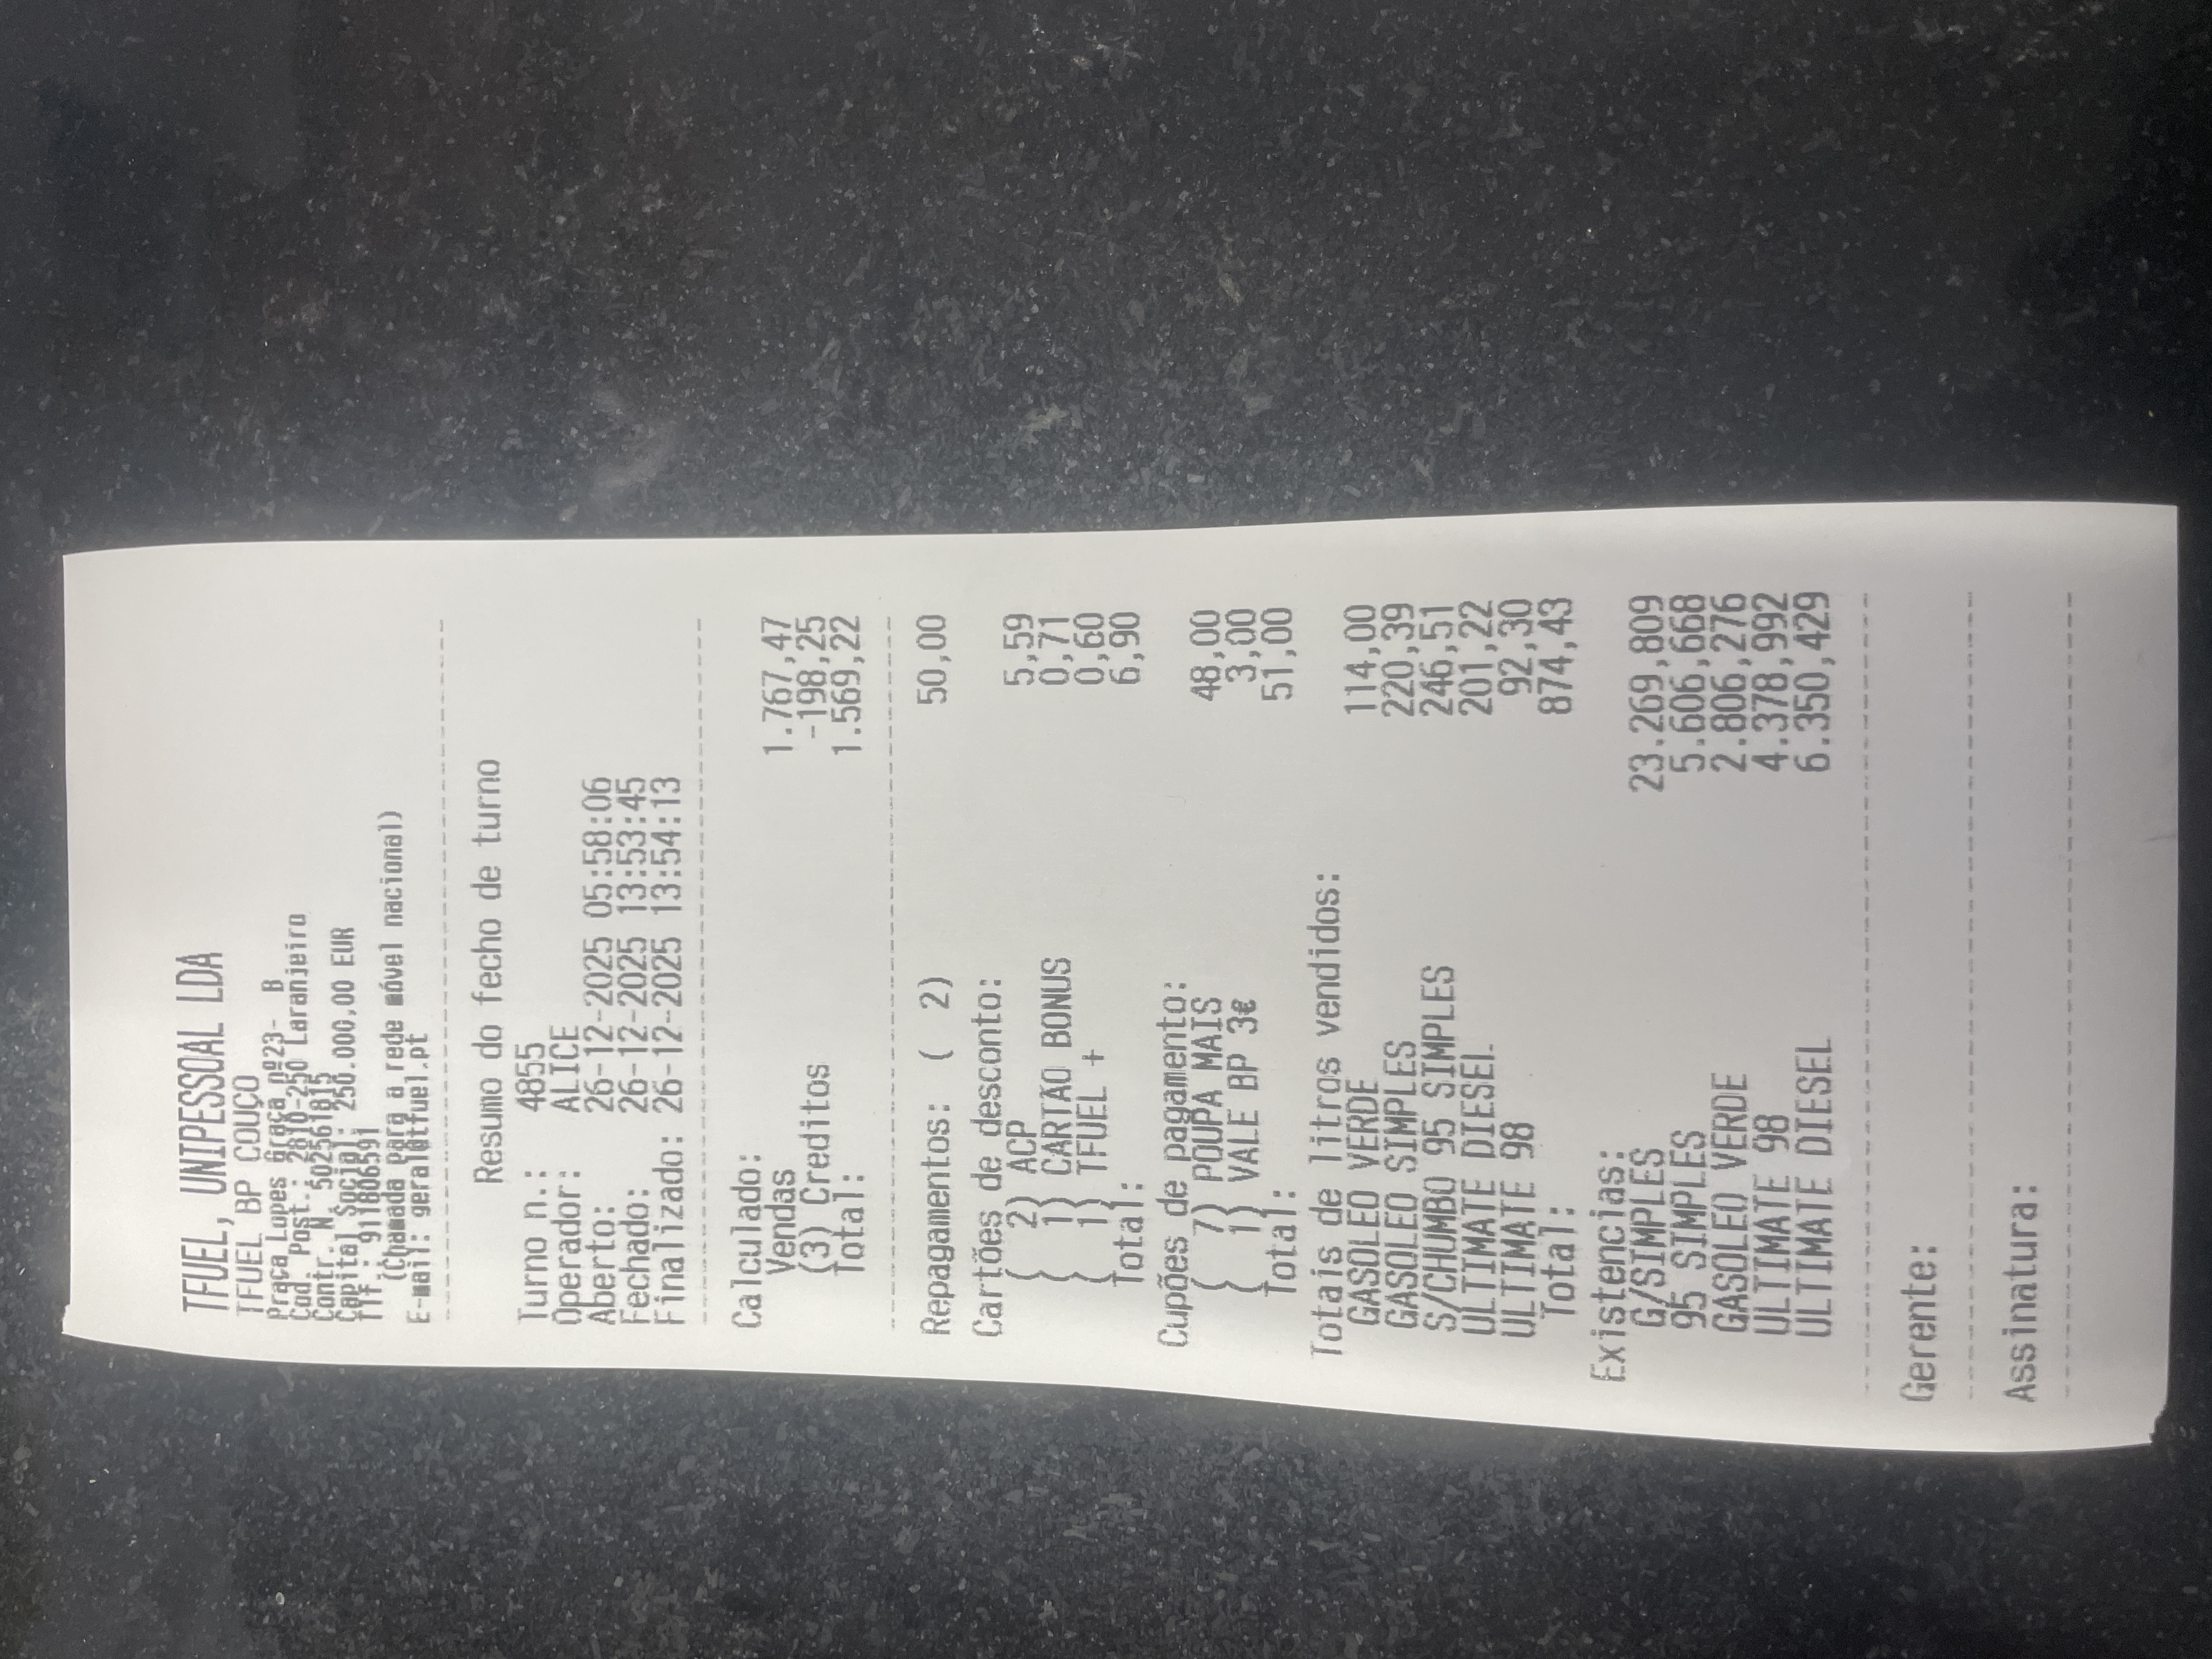 TFUEL, UNIPESSOAL LDA
TFUEL BP COUÇO
Praça Lopes Graça nº23- B
Cod. Post.: 2810-250 Laranjeiro
Contr. N. 502561815
Capital Social: 250.000,00 EUR
Tlf.: 911806591
(Chamada para a rede móvel nacional)
E-mail: geral@tfuel.pt
Resumo do fecho de turno
Turno n.: 4855
Operador: ALICE
Aberto: 26-12-2025 05:58:06
Fechado: 26-12-2025 13:53:45
Finalizado: 26-12-2025 13:54:13
Calculado:
Vendas 1.767,47
(3) Creditos -198,25
Total: 1.569,22
Repagamentos: ( 2) 50,00
Cartões de desconto:
( 2) ACP 5,59
( 1) CARTÃO BONUS 0,71
( 1) TFUEL + 0,60
Total: 6,90
Cupões de pagamento:
( 7) POUPA MAIS 48,00
( 1) VALE BP 3€ 3,00
Total: 51,00
Totais de litros vendidos:
GASOLEO VERDE 114,00
GASOLEO SIMPLES 220,39
S/CHUMBO 95 SIMPLES 246,51
ULTIMATE DIESEL 201,22
ULTIMATE 98 92,30
Total: 874,43
Existencias:
G/SIMPLES 23.269,809
95 SIMPLES 5.606,668
GASOLEO VERDE 2.806,276
ULTIMATE 98 4.378,992
ULTIMATE DIESEL 6.350,429
Gerente:
Assinatura: